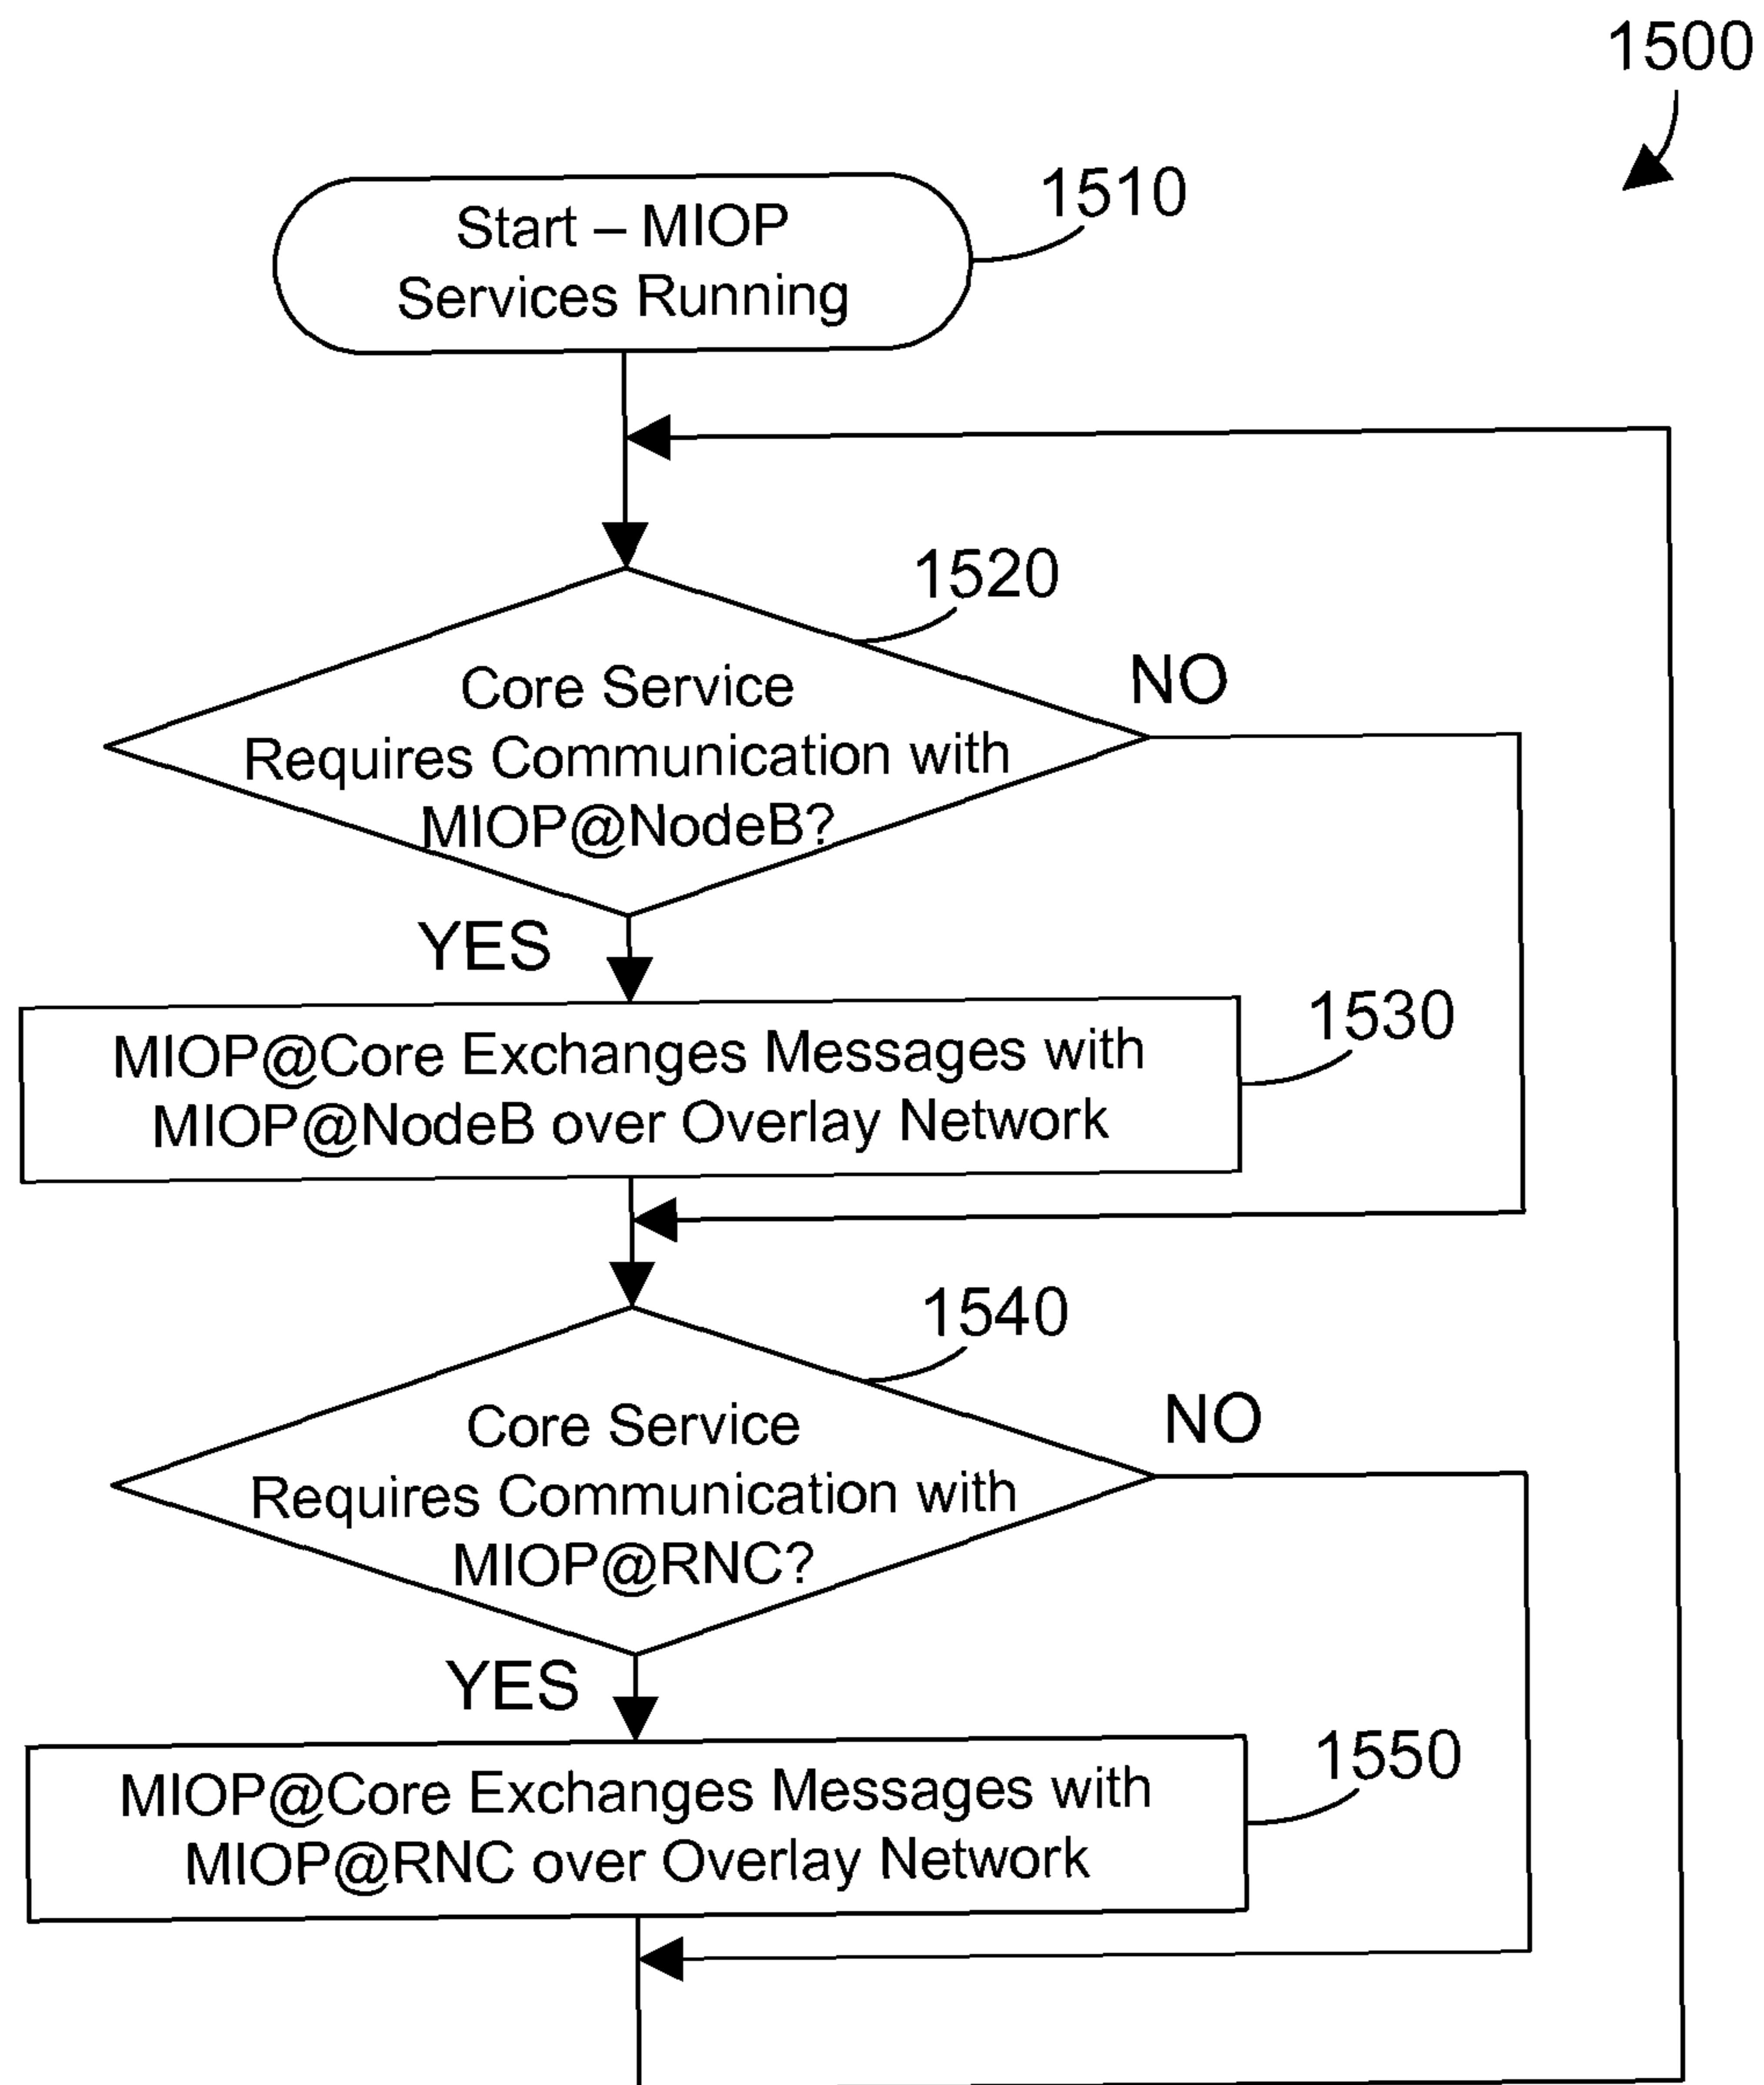 1500
1510
Start – MIOP
Services Running
1520
Core Service
Requires Communication with
MIOP@NodeB?
NO
YES
1530
MIOP@Core Exchanges Messages with
MIOP@NodeB over Overlay Network
1540
Core Service
Requires Communication with
MIOP@RNC?
NO
YES
1550
MIOP@Core Exchanges Messages with
MIOP@RNC over Overlay Network